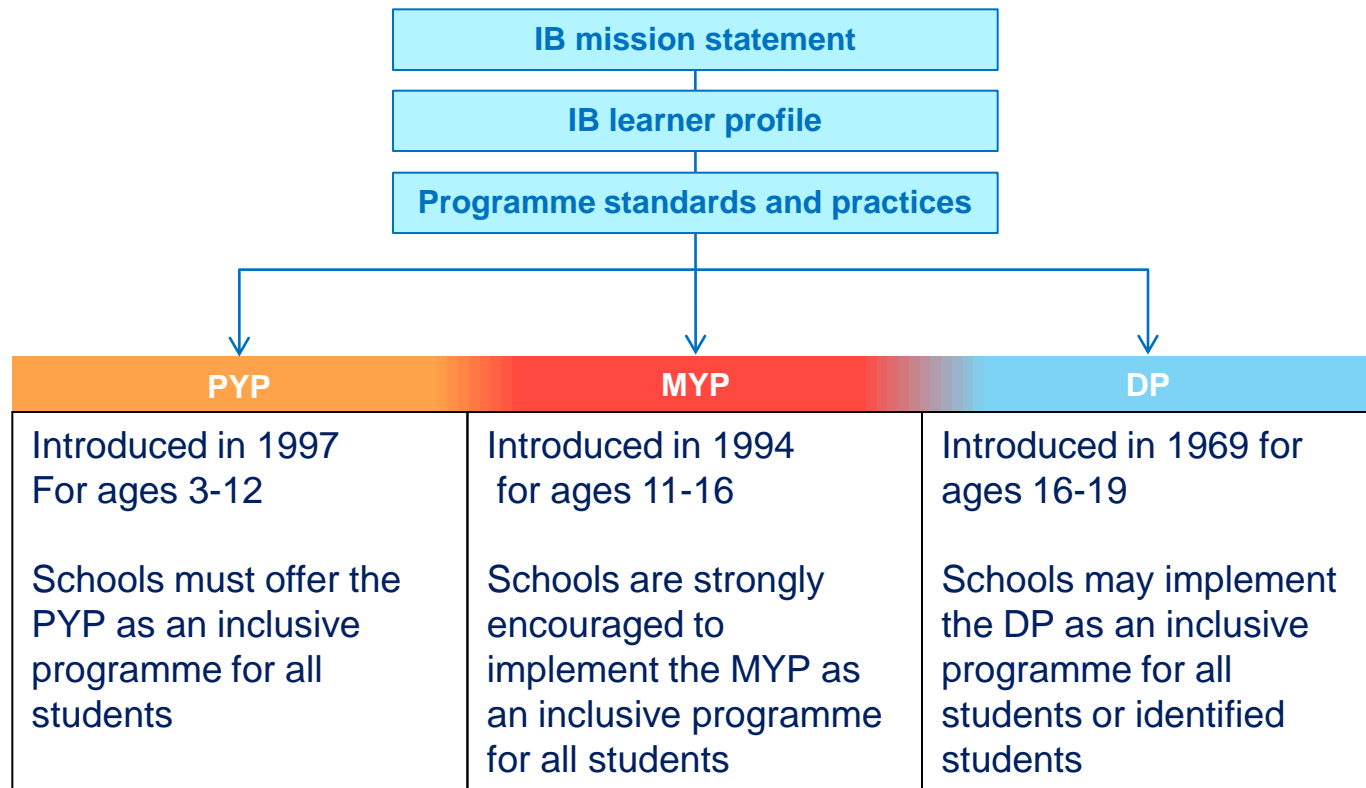 IB mission statement
IB learner profile
Programme standards and practices
PYP
MYP
DP
Introduced in 1997
For ages 3-12
Schools must offer the
PYP as an inclusive
programme for all
students
Introduced in 1994
for ages 11-16
Schools are strongly
encouraged to
implement the MYP as
an inclusive programme
for all students
Introduced in 1969 for
ages 16-19
Schools may implement
the DP as an inclusive
programme for all
students or identified
students